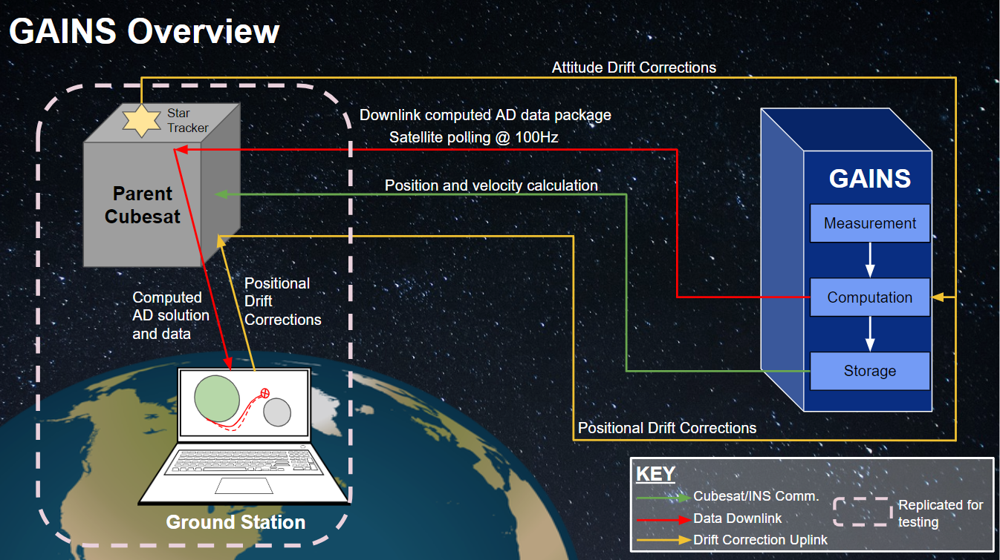 GAINS Overview
Attitude Drift Corrections
Star
Tracker
Downlink computed AD data package
Satellite polling @ 100Hz
Parent
Cubesat
Position and velocity calculation
GAINS
Measurement
Computation
Storage
Computed
AD solution
and data
Positional
Drift
Corrections
Positional Drift Corrections
Ground Station
KEY
Cubesat/INS Comm.
Data Downlink
Drift Correction Uplink
Replicated for
testing